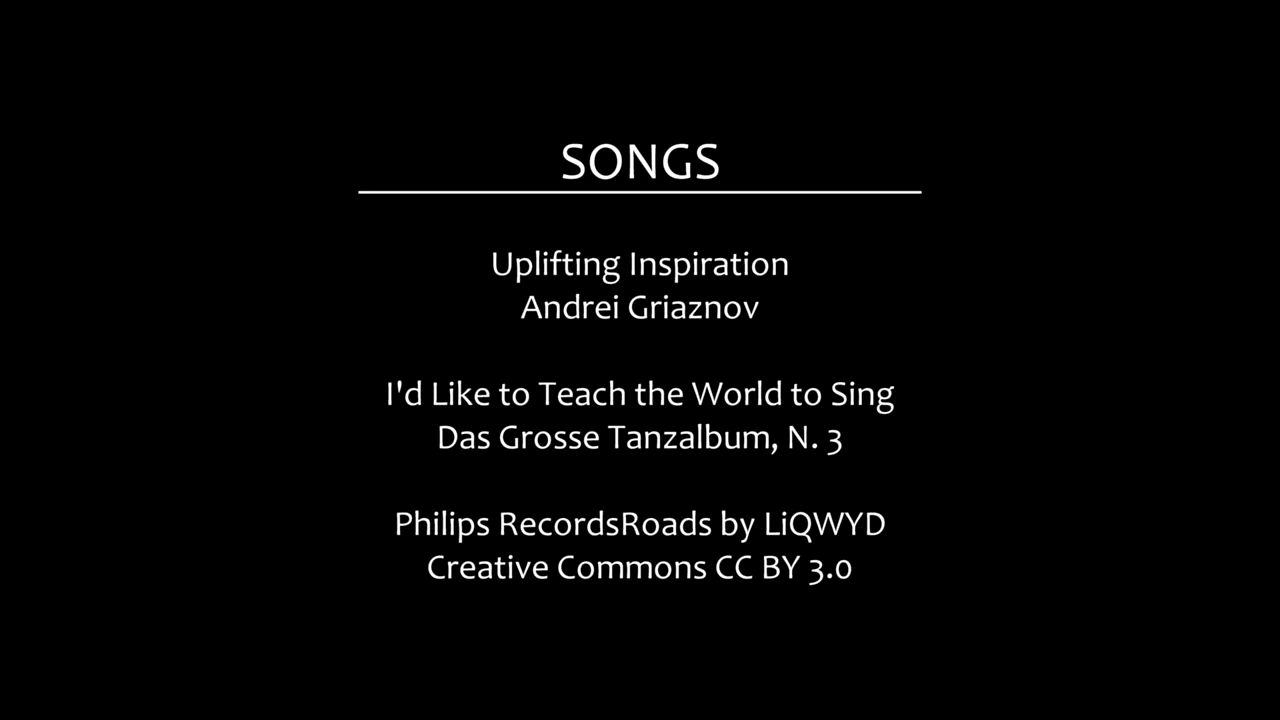 SONGS
Uplifting Inspiration
Andrei Griaznov
I'd Like to Teach the World to Sing
Das Grosse Tanzalbum, N. 3
Philips RecordsRoads by LiQWYD
Creative Commons CC BY 3.0